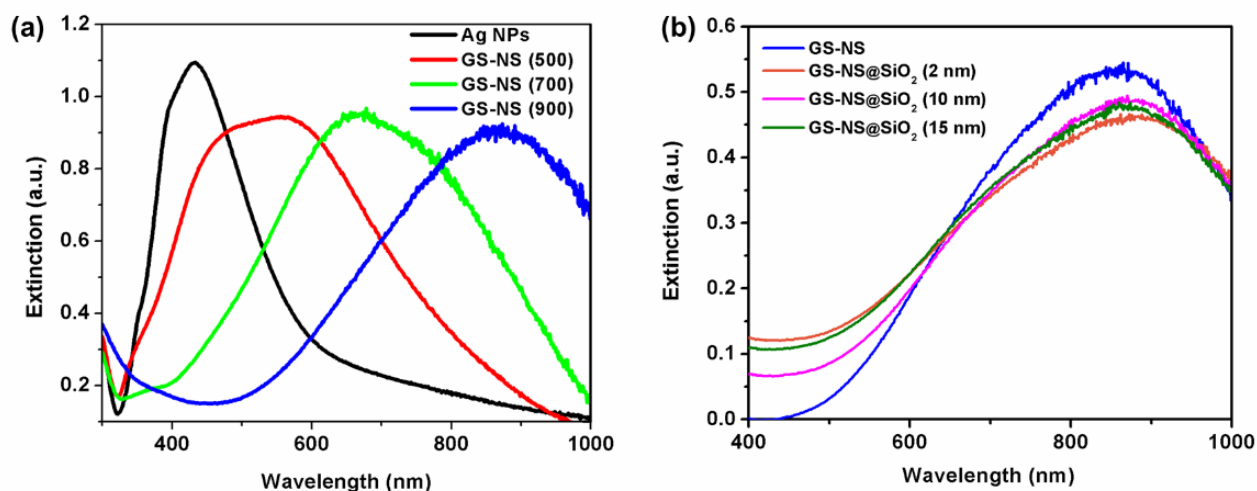 (a)
Ag NPs
GS-NS (500)
GS-NS (700)
GS-NS (900)
1.2
1.0
0.8
0.6
0.4
0.2
Extinction (a.u.)
400 600 800 1000
Wavelength (nm)
(b)
GS-NS
GS-NS@SiO₂ (2 nm)
GS-NS@SiO₂ (10 nm)
GS-NS@SiO₂ (15 nm)
0.6
0.5
0.4
0.3
0.2
0.1
0.0
Extinction (a.u.)
400 600 800 1000
Wavelength (nm)